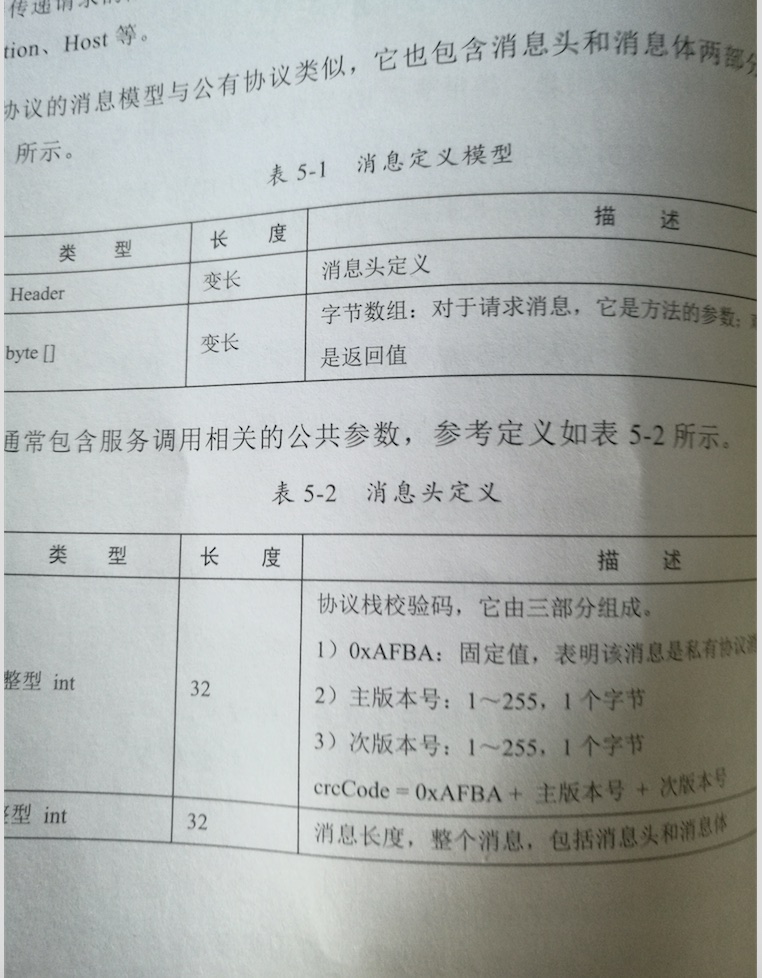 传递请求的
tion、Host 等。
协议的消息模型与公有协议类似，它也包含消息头和消息体两部分
所示。
表 5-1 消息定义模型
类 型 长 度 描 述
Header 变长 消息头定义
byte [] 变长 字节数组：对于请求消息，它是方法的参数；
是返回值
通常包含服务调用相关的公共参数，参考定义如表 5-2 所示。
表 5-2 消息头定义
类 型 长 度 描 述
整型 int 32 协议栈校验码，它由三部分组成。
1）0xAFBA：固定值，表明该消息是私有协议消
2）主版本号：1～255，1 个字节
3）次版本号：1～255，1 个字节
crcCode = 0xAFBA + 主版本号 + 次版本号
整型 int 32 消息长度，整个消息，包括消息头和消息体